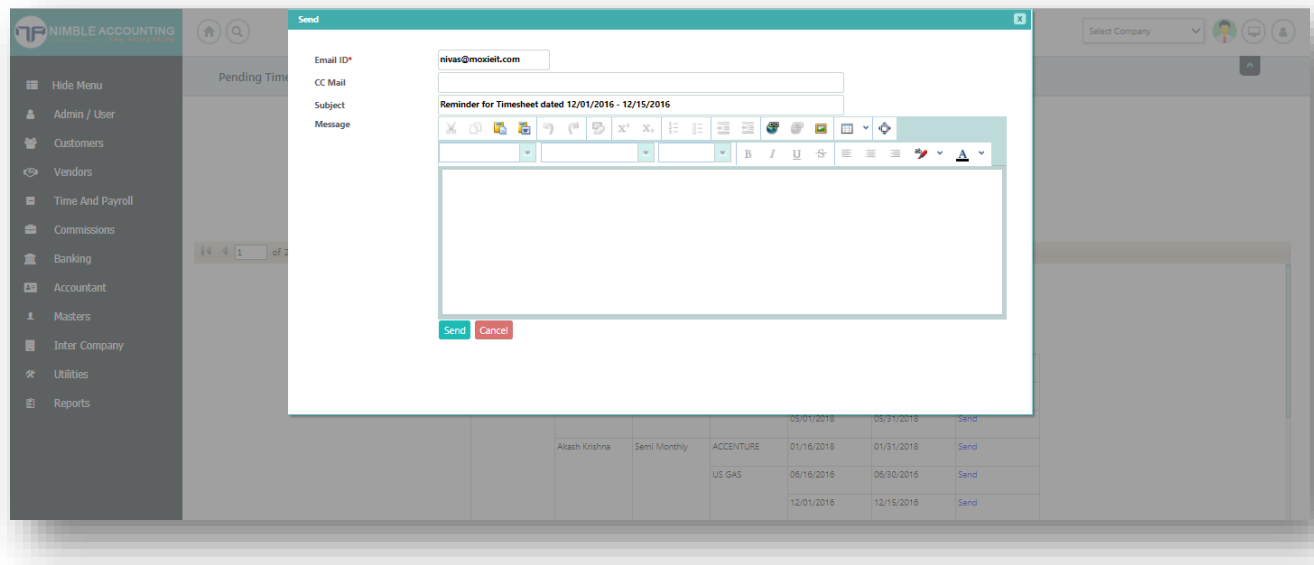 NIMBLE ACCOUNTING
Select Company
Hide Menu
Admin / User
Customers
Vendors
Time And Payroll
Commissions
Banking
Accountant
Masters
Inter Company
Utilities
Reports
Pending Time
1 of 2
Send X
Email ID* nivas@moxieit.com
CC Mail
Subject Reminder for Timesheet dated 12/01/2016 - 12/15/2016
Message
B I U S A
Send Cancel
05/01/2018 05/31/2018 Send
Akash Krishna Semi Monthly ACCENTURE 01/16/2018 01/31/2018 Send
US GAS 06/16/2016 06/30/2016 Send
12/01/2016 12/15/2016 Send